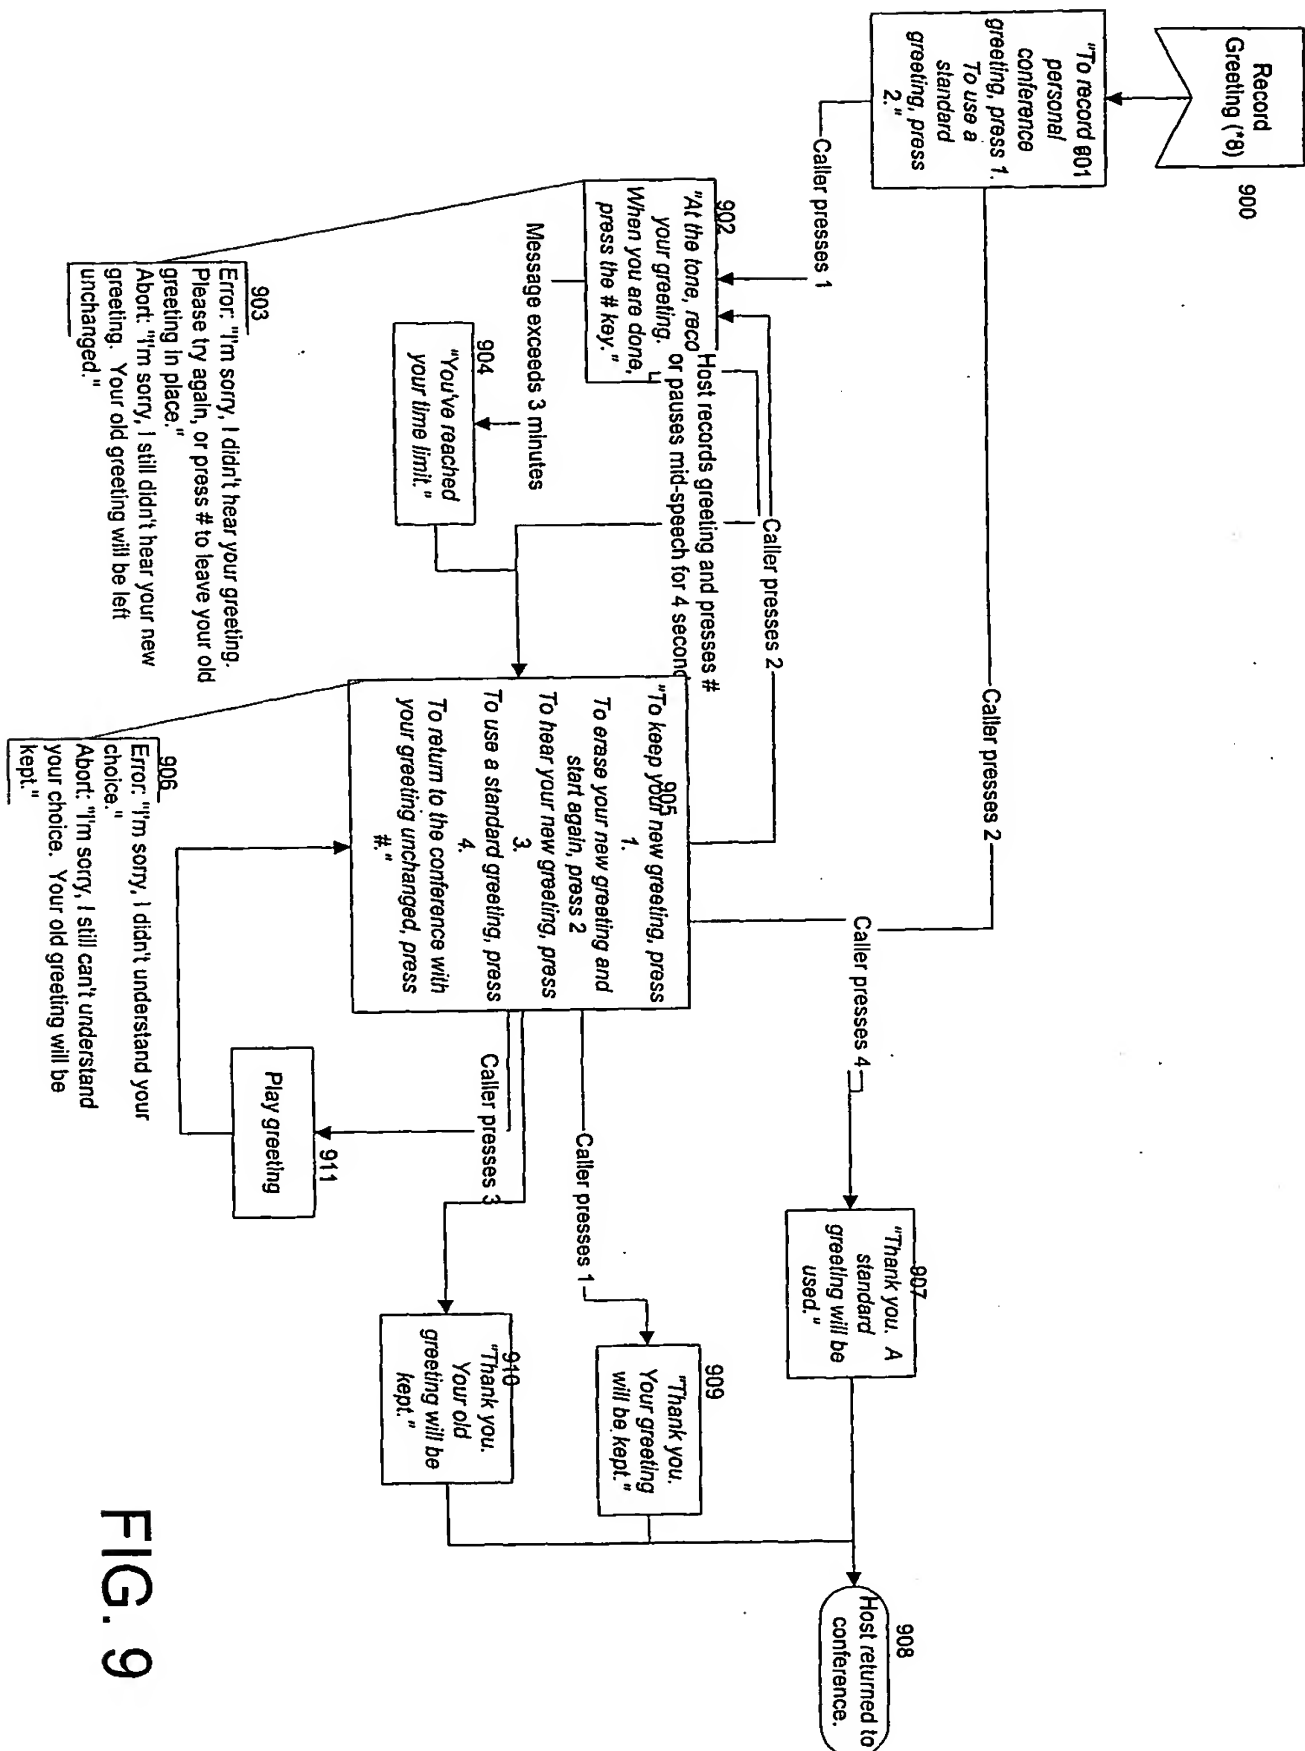 Record
Greeting (*8)
900
"To record 901
personal
conference
greeting, press 1.
To use a
standard
greeting, press
2."
Caller presses 1
Caller presses 2
902
"At the tone, reco
your greeting.
When you are done,
press the # key."
Host records greeting and presses #
or pauses mid-speech for 4 second
Caller presses 2
Message exceeds 3 minutes
904
"You've reached
your time limit."
903
Error: "I'm sorry, I didn't hear your greeting.
Please try again, or press # to leave your old
greeting in place."
Abort: "I'm sorry, I still didn't hear your new
greeting. Your old greeting will be left
unchanged."
905
"To keep your new greeting, press
1.
To erase your new greeting and
start again, press 2
To hear your new greeting, press
3.
To use a standard greeting, press
4.
To return to the conference with
your greeting unchanged, press
#."
906
Error: "I'm sorry, I didn't understand your
choice."
Abort: "I'm sorry, I still can't understand
your choice. Your old greeting will be
kept."
Caller presses 4
Caller presses 1
Caller presses 3
911
Play greeting
907
"Thank you. A
standard
greeting will be
used."
909
"Thank you.
Your greeting
will be kept."
910
"Thank you.
Your old
greeting will be
kept."
908
Host returned to
conference.
FIG. 9